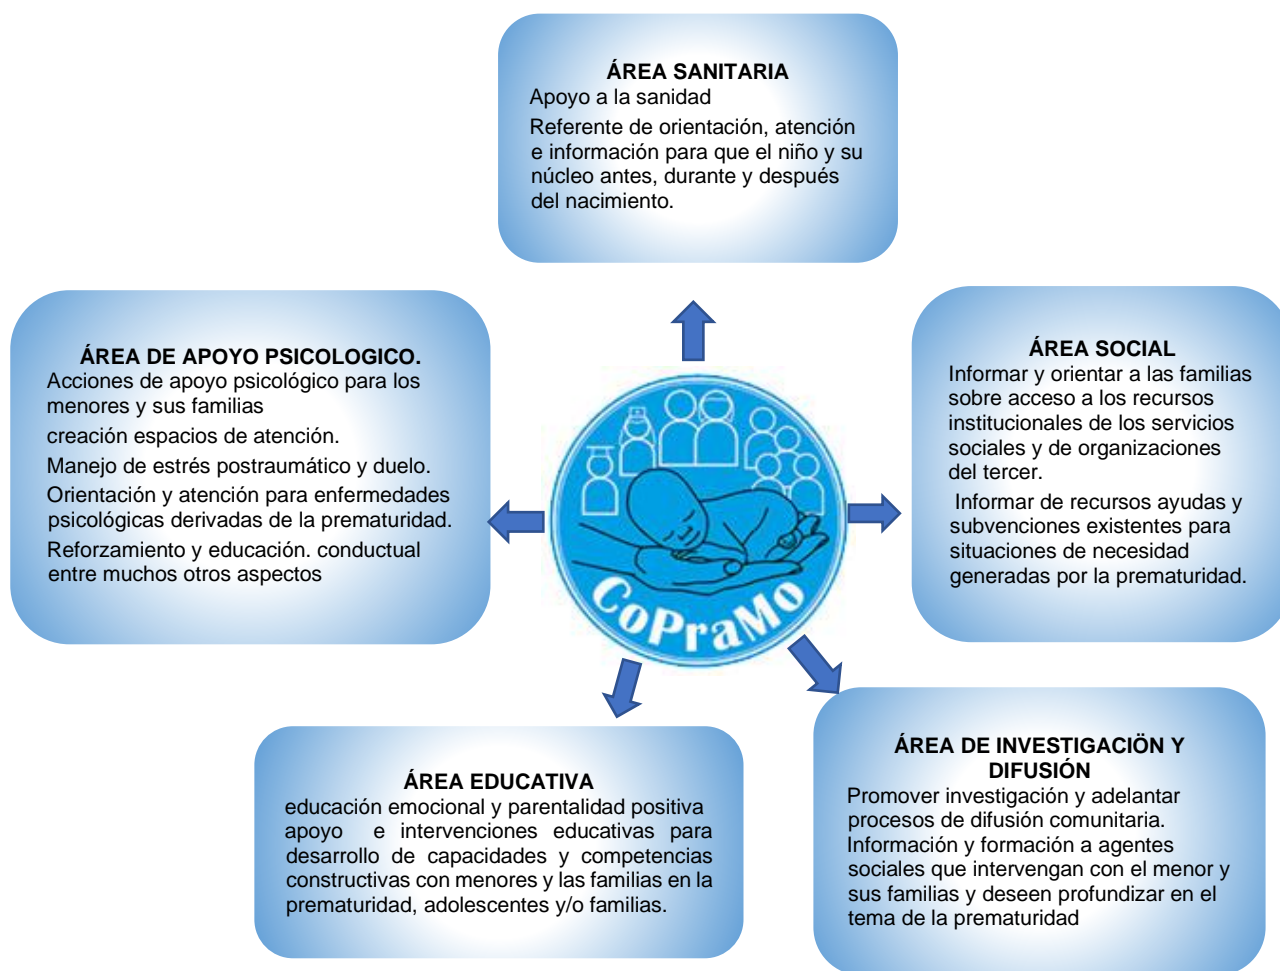 ÁREA SANITARIA
Apoyo a la sanidad
Referente de orientación, atención
e información para que el niño y su
núcleo antes, durante y después
del nacimiento.
ÁREA DE APOYO PSICOLOGICO.
Acciones de apoyo psicológico para los
menores y sus familias
creación espacios de atención.
Manejo de estrés postraumático y duelo.
Orientación y atención para enfermedades
psicológicas derivadas de la prematuridad.
Reforzamiento y educación. conductual
entre muchos otros aspectos
ÁREA SOCIAL
Informar y orientar a las familias
sobre acceso a los recursos
institucionales de los servicios
sociales y de organizaciones
del tercer.
Informar de recursos ayudas y
subvenciones existentes para
situaciones de necesidad
generadas por la prematuridad.
CoPraMo
ÁREA EDUCATIVA
educación emocional y parentalidad positiva
apoyo e intervenciones educativas para
desarrollo de capacidades y competencias
constructivas con menores y las familias en la
prematuridad, adolescentes y/o familias.
ÁREA DE INVESTIGACIÖN Y
DIFUSIÓN
Promover investigación y adelantar
procesos de difusión comunitaria.
Información y formación a agentes
sociales que intervengan con el menor y
sus familias y deseen profundizar en el
tema de la prematuridad